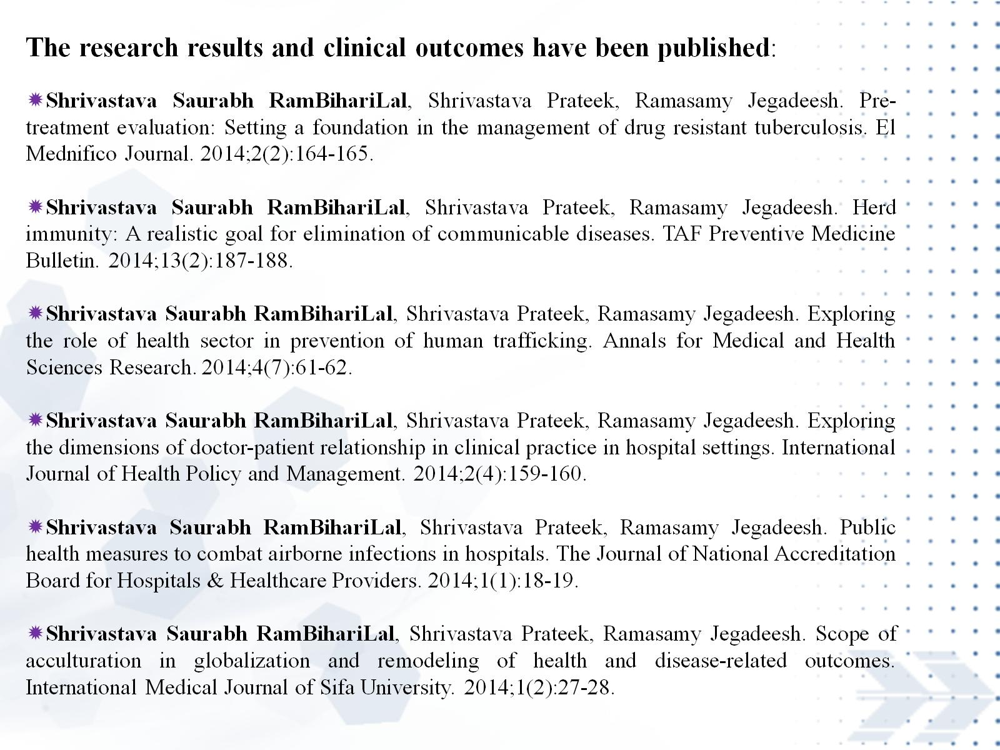 The research results and clinical outcomes have been published:
✹Shrivastava Saurabh RamBihariLal, Shrivastava Prateek, Ramasamy Jegadeesh. Pre-
treatment evaluation: Setting a foundation in the management of drug resistant tuberculosis. El
Mednifico Journal. 2014;2(2):164-165.
✹Shrivastava Saurabh RamBihariLal, Shrivastava Prateek, Ramasamy Jegadeesh. Herd
immunity: A realistic goal for elimination of communicable diseases. TAF Preventive Medicine
Bulletin. 2014;13(2):187-188.
✹Shrivastava Saurabh RamBihariLal, Shrivastava Prateek, Ramasamy Jegadeesh. Exploring
the role of health sector in prevention of human trafficking. Annals for Medical and Health
Sciences Research. 2014;4(7):61-62.
✹Shrivastava Saurabh RamBihariLal, Shrivastava Prateek, Ramasamy Jegadeesh. Exploring
the dimensions of doctor-patient relationship in clinical practice in hospital settings. International
Journal of Health Policy and Management. 2014;2(4):159-160.
✹Shrivastava Saurabh RamBihariLal, Shrivastava Prateek, Ramasamy Jegadeesh. Public
health measures to combat airborne infections in hospitals. The Journal of National Accreditation
Board for Hospitals & Healthcare Providers. 2014;1(1):18-19.
✹Shrivastava Saurabh RamBihariLal, Shrivastava Prateek, Ramasamy Jegadeesh. Scope of
acculturation in globalization and remodeling of health and disease-related outcomes.
International Medical Journal of Sifa University. 2014;1(2):27-28.